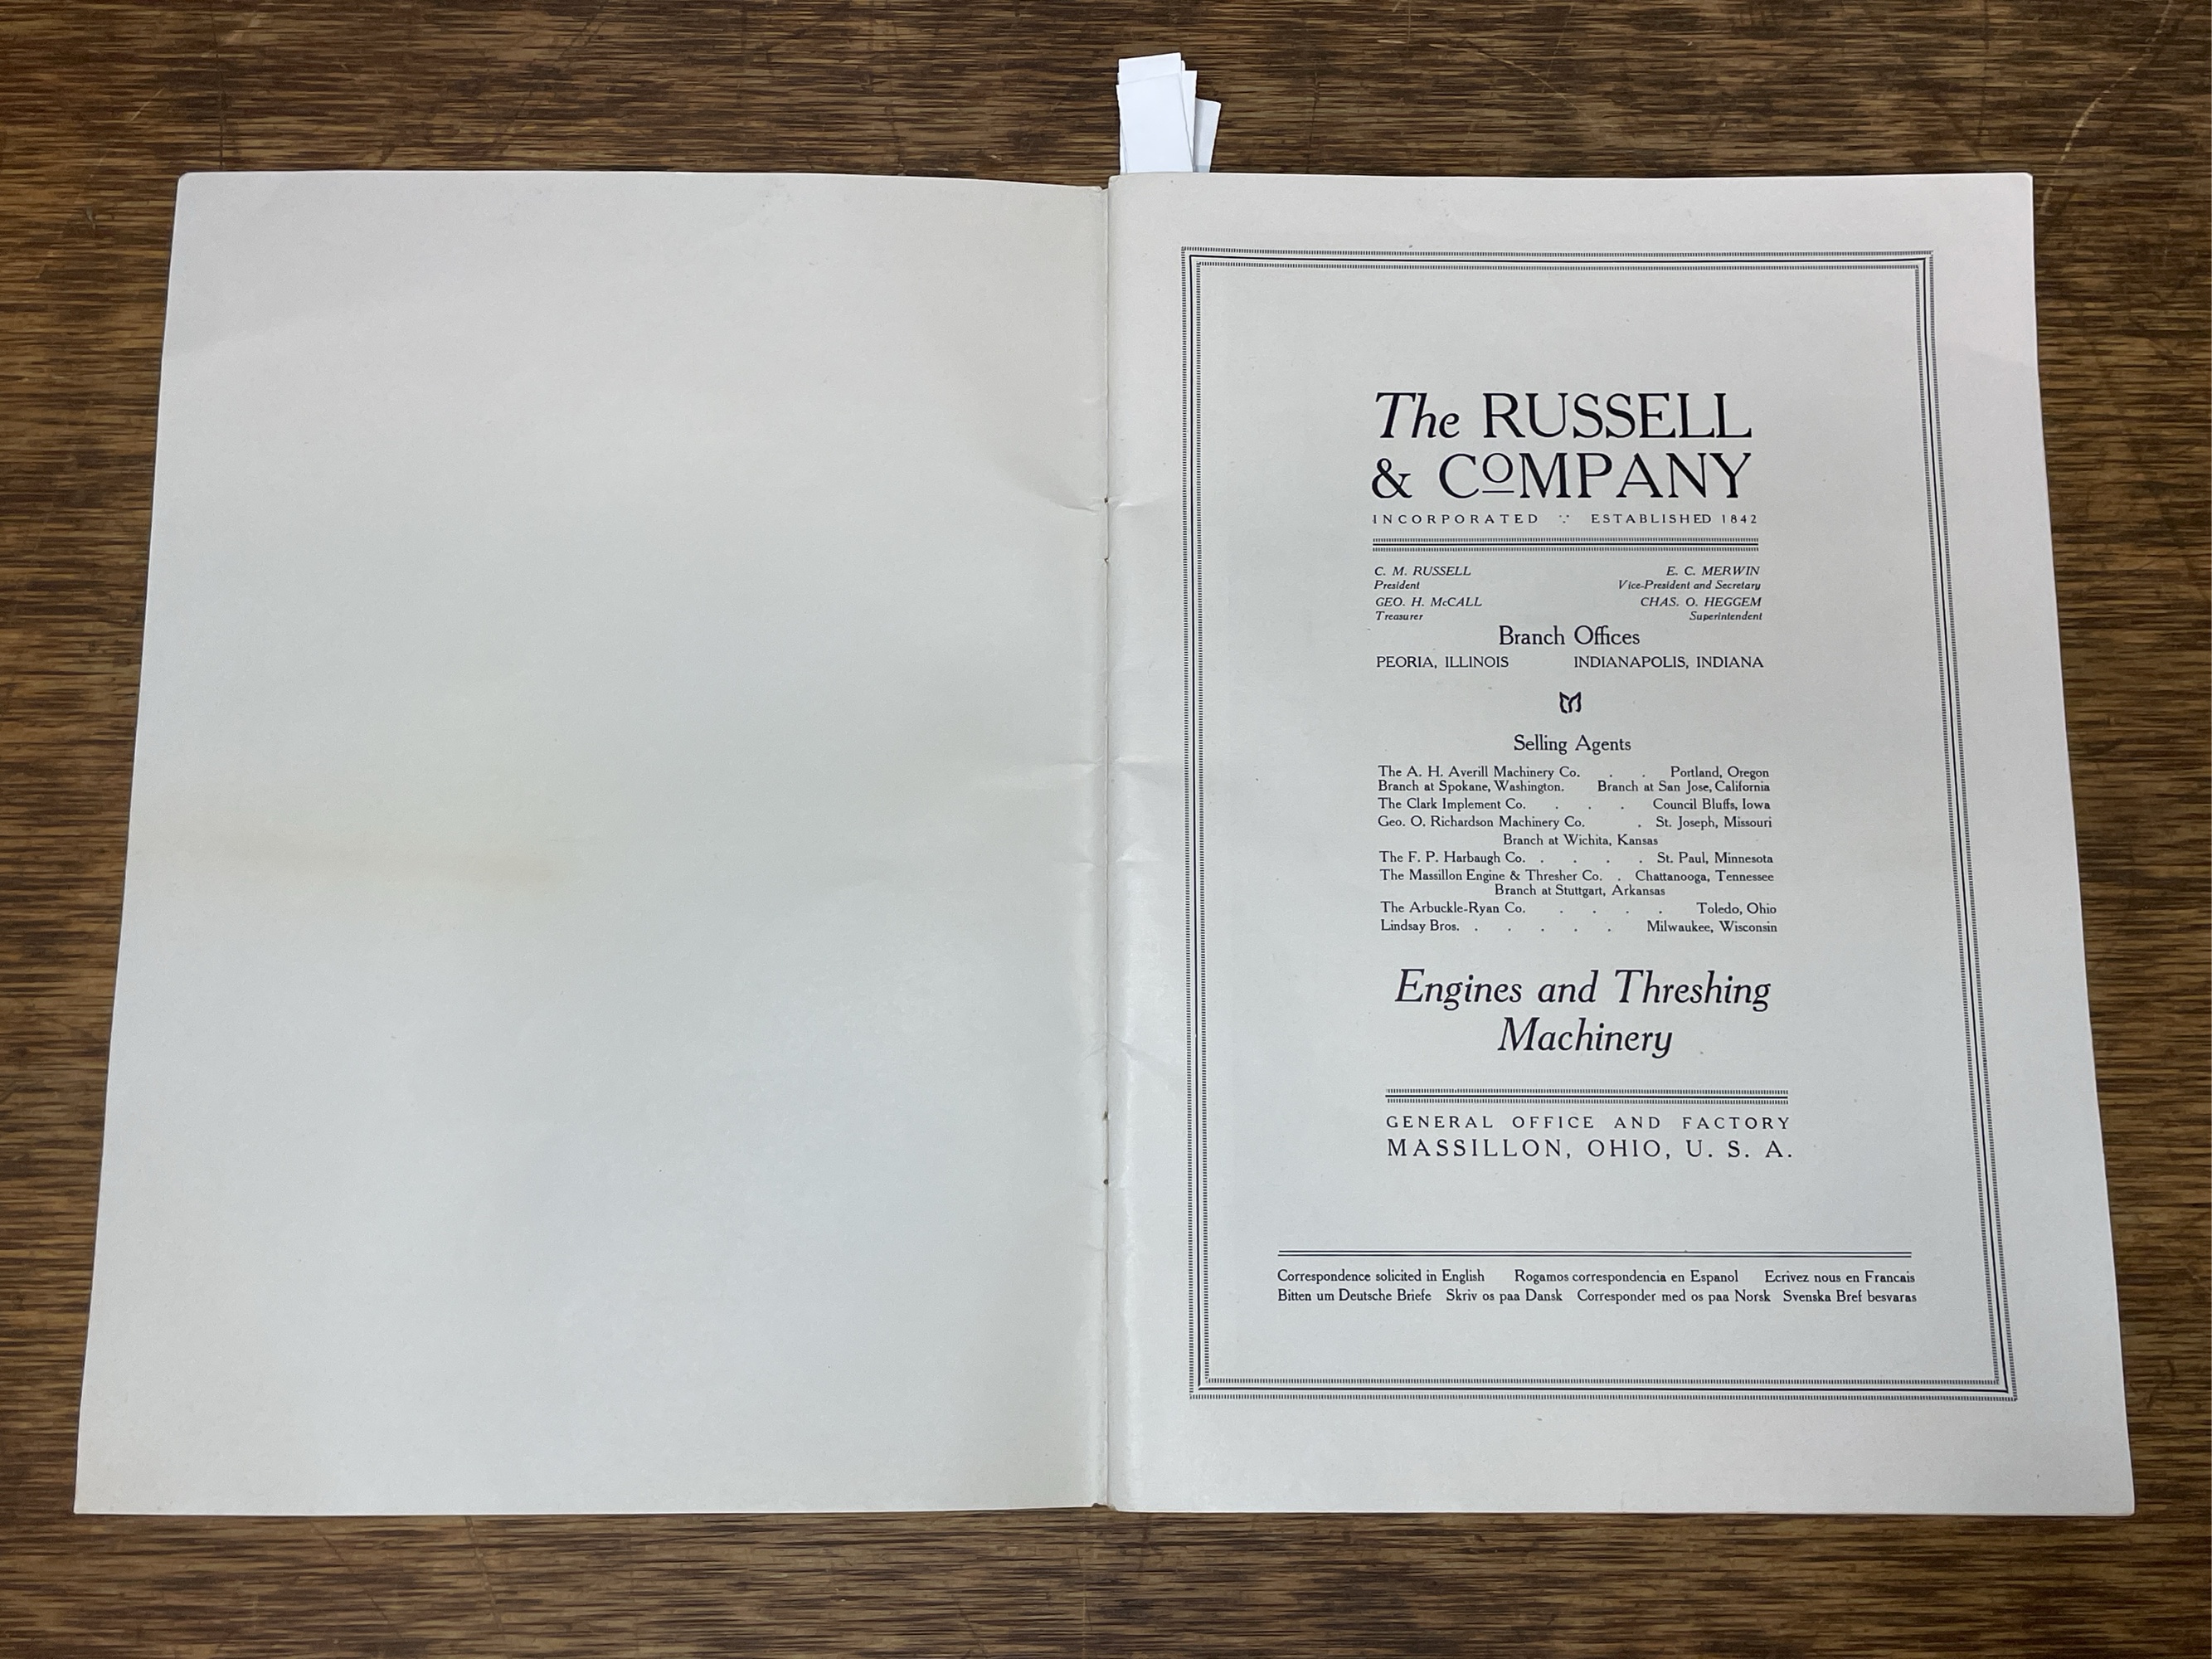 The RUSSELL
& COMPANY
INCORPORATED ∵ ESTABLISHED 1842
C. M. RUSSELL E. C. MERWIN
President Vice-President and Secretary
GEO. H. McCALL CHAS. O. HEGGEM
Treasurer Superintendent
Branch Offices
PEORIA, ILLINOIS INDIANAPOLIS, INDIANA
Selling Agents
The A. H. Averill Machinery Co. . . Portland, Oregon
Branch at Spokane, Washington. Branch at San Jose, California
The Clark Implement Co. . . . Council Bluffs, Iowa
Geo. O. Richardson Machinery Co. . St. Joseph, Missouri
Branch at Wichita, Kansas
The F. P. Harbaugh Co. . . . . St. Paul, Minnesota
The Massillon Engine & Thresher Co. . Chattanooga, Tennessee
Branch at Stuttgart, Arkansas
The Arbuckle-Ryan Co. . . . . Toledo, Ohio
Lindsay Bros. . . . . . Milwaukee, Wisconsin
Engines and Threshing
Machinery
GENERAL OFFICE AND FACTORY
MASSILLON, OHIO, U. S. A.
Correspondence solicited in English Rogamos correspondencia en Espanol Ecrivez nous en Francais
Bitten um Deutsche Briefe Skriv os paa Dansk Corresponder med os paa Norsk Svenska Bref besvaras